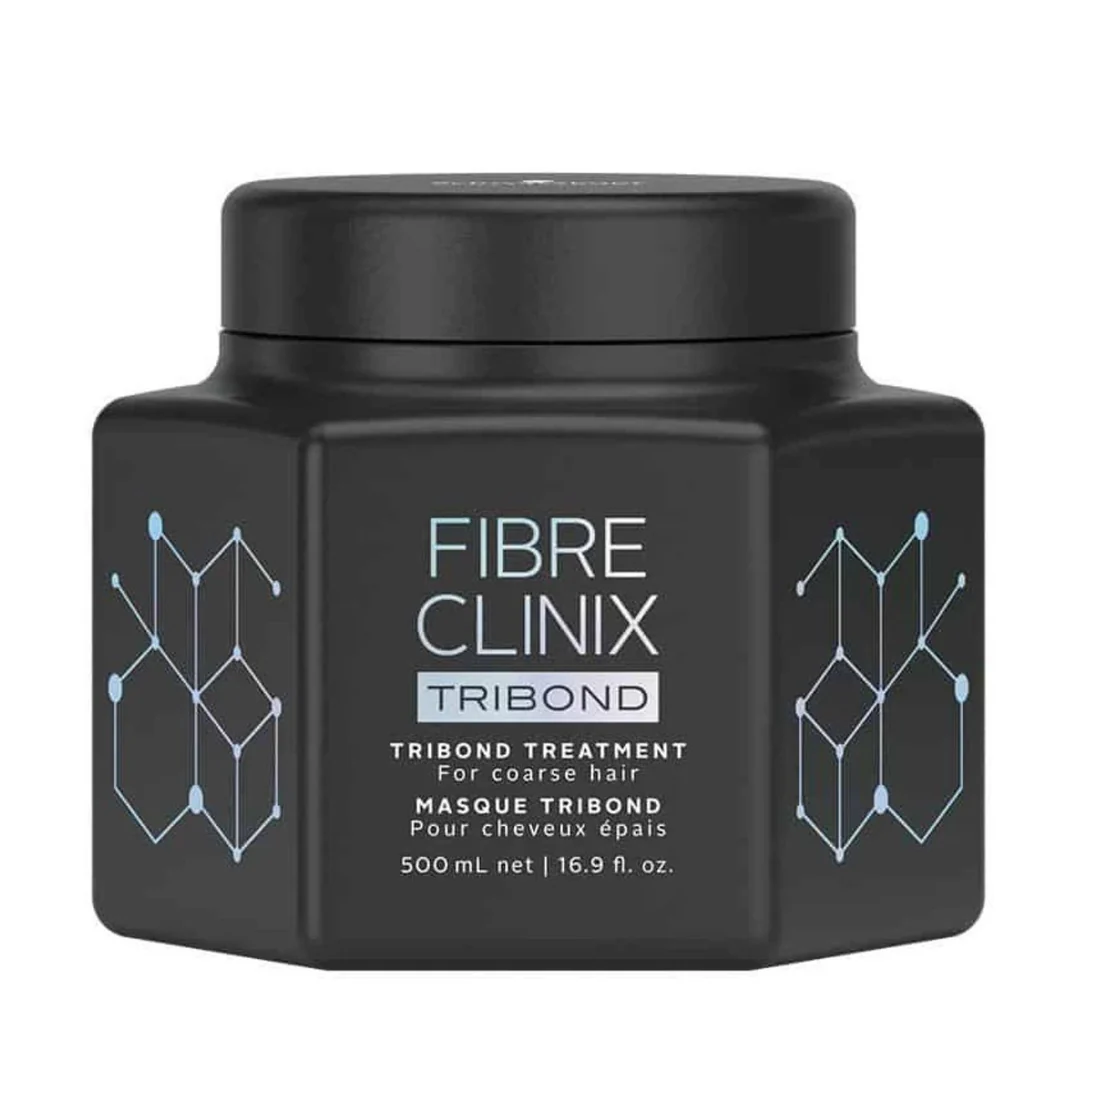 FIBRE
CLINIX
TRIBOND
TRIBOND TREATMENT
For coarse hair
MASQUE TRIBOND
Pour cheveux épais
500 mL net | 16.9 fl. oz.